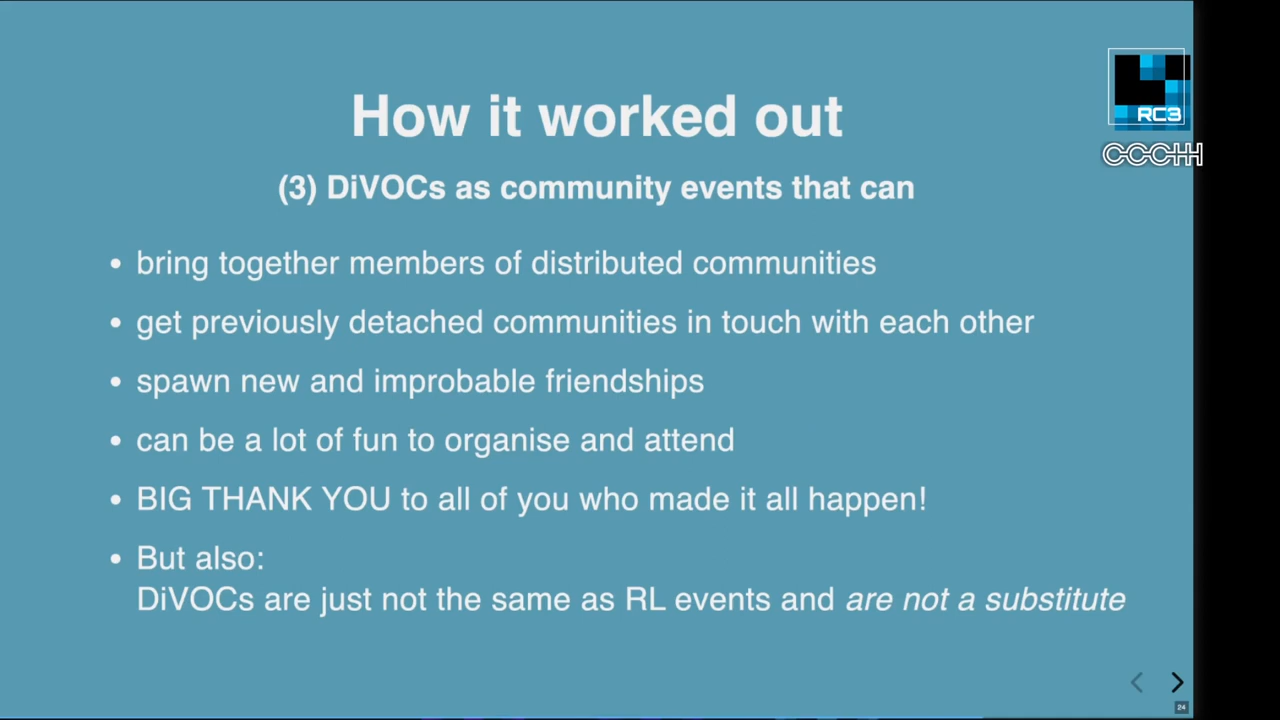 How it worked out
RC3
CCCHH
(3) DiVOCs as community events that can
• bring together members of distributed communities
• get previously detached communities in touch with each other
• spawn new and improbable friendships
• can be a lot of fun to organise and attend
• BIG THANK YOU to all of you who made it all happen!
• But also:
DiVOCs are just not the same as RL events and are not a substitute
24